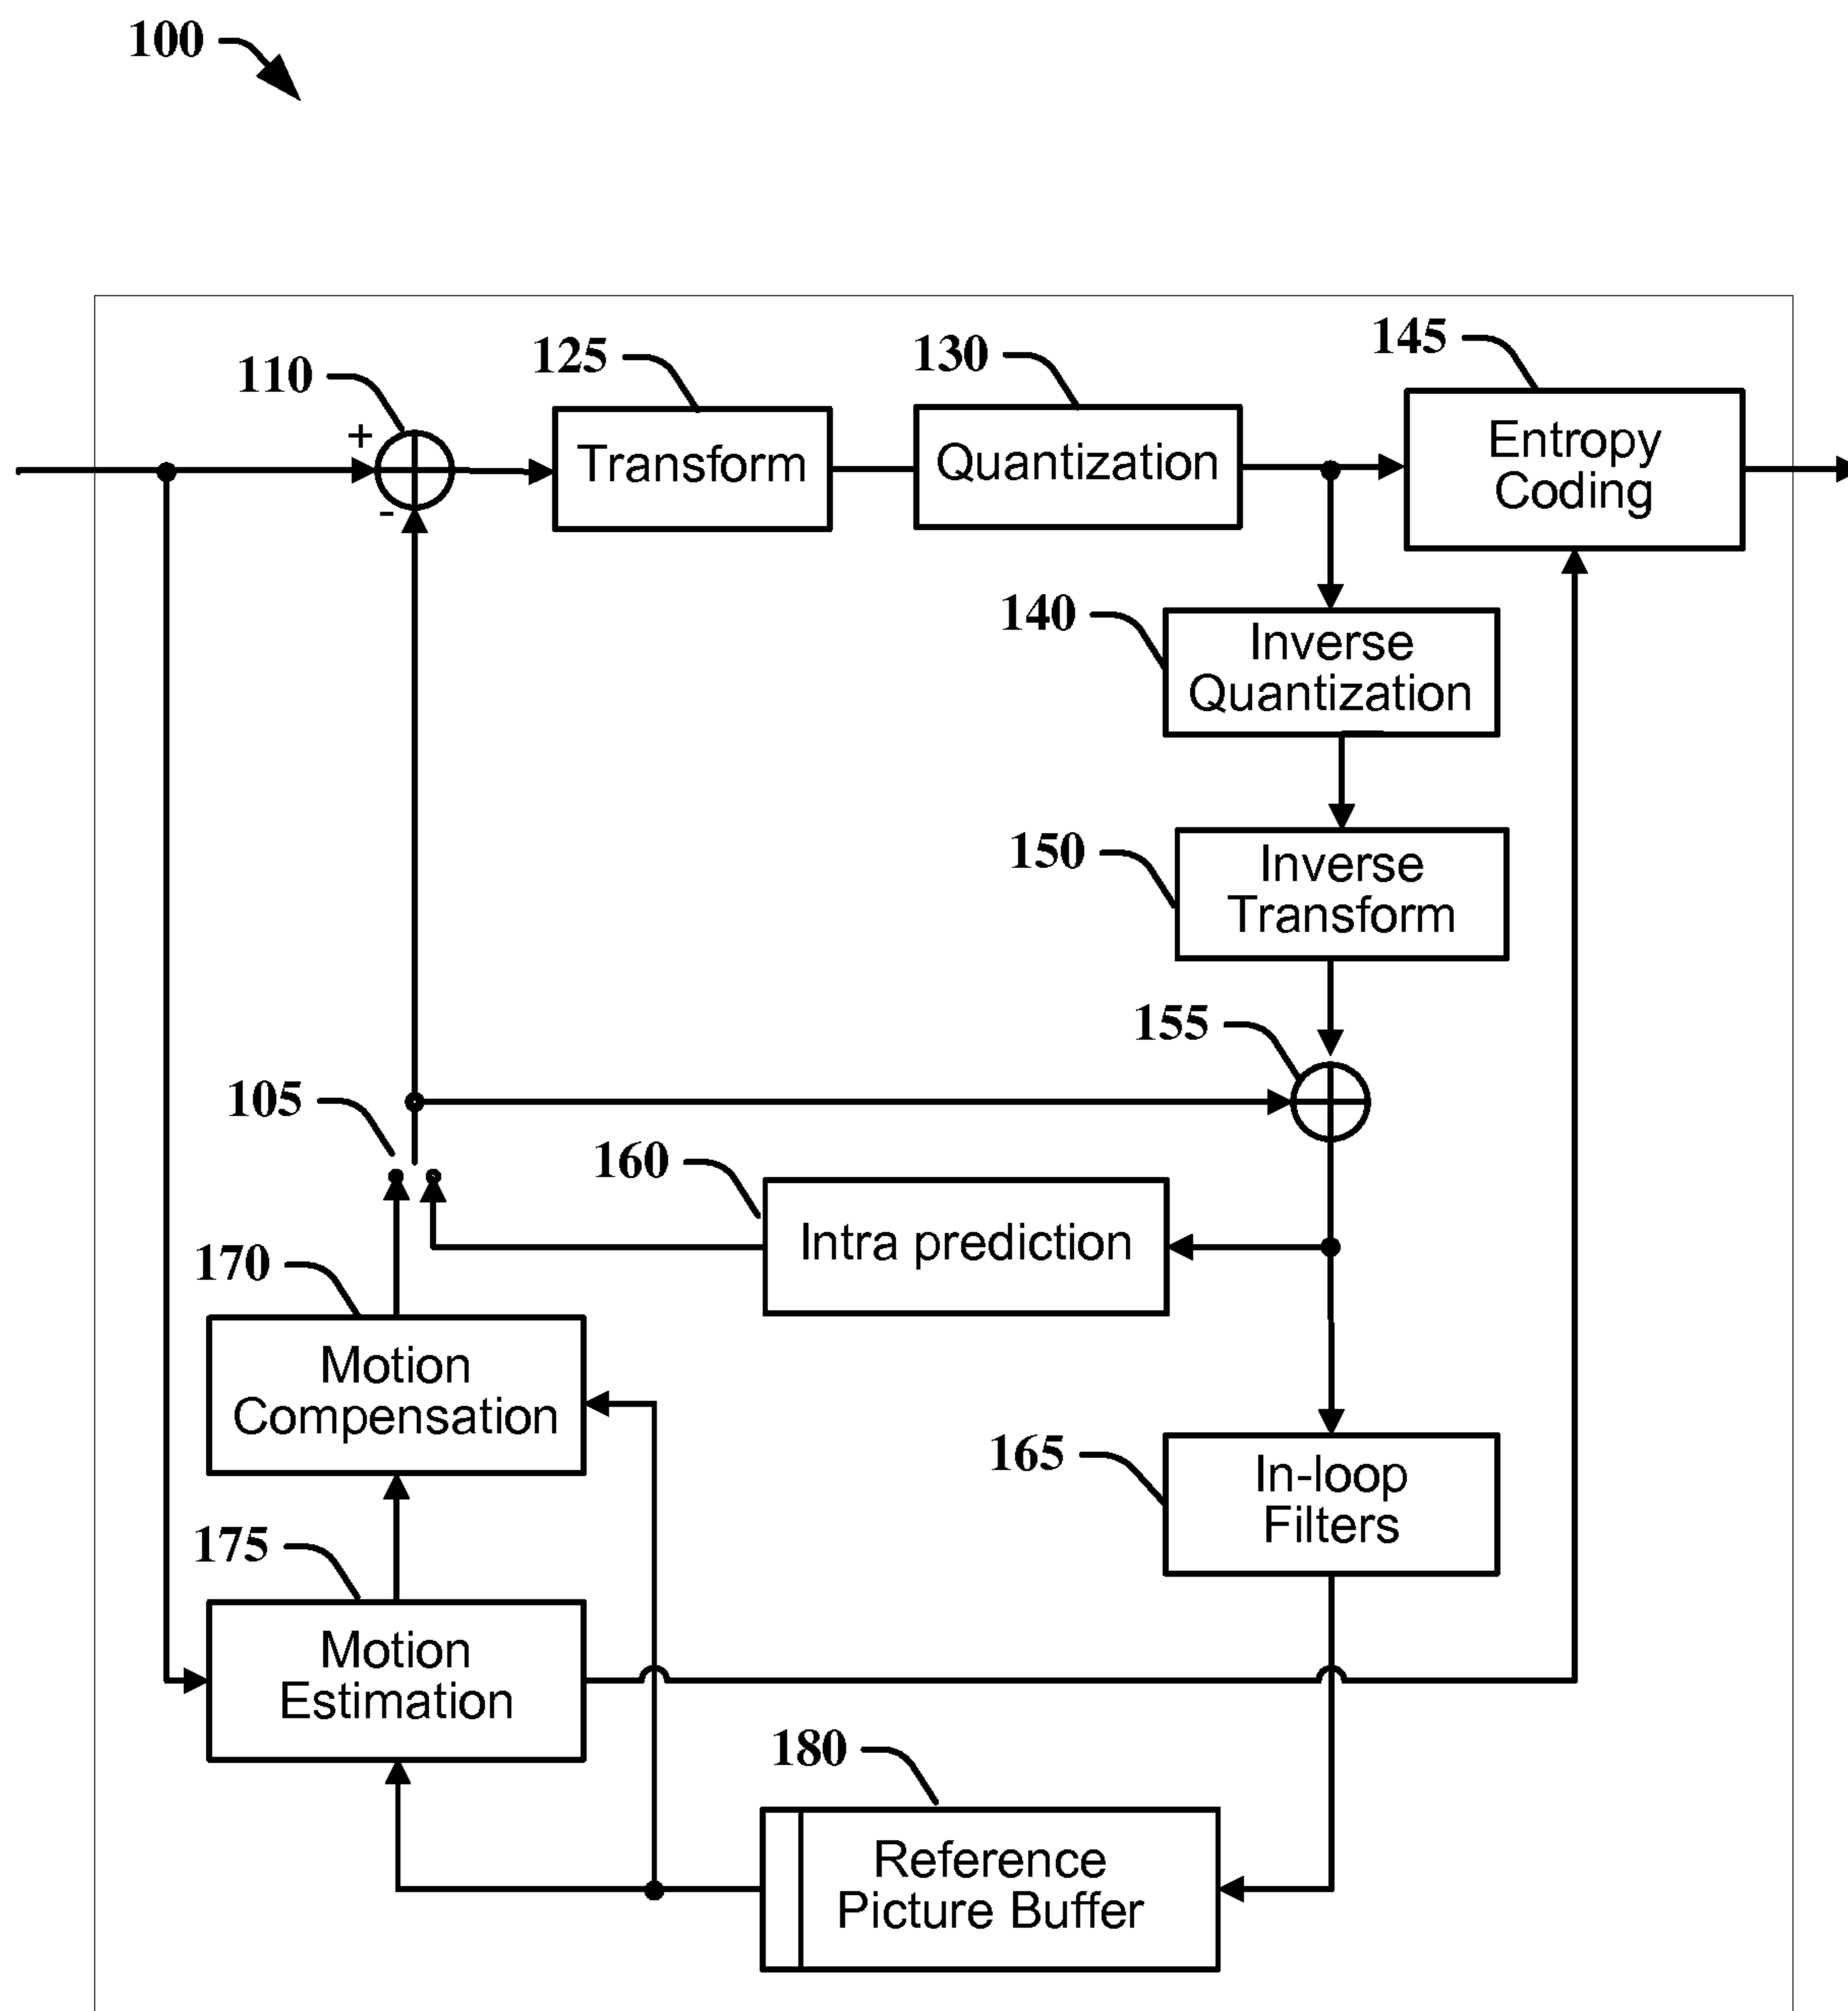 100
110
125
130
145
+
-
Transform
Quantization
Entropy
Coding
140
Inverse
Quantization
150
Inverse
Transform
155
105
160
Intra prediction
170
Motion
Compensation
165
In-loop
Filters
175
Motion
Estimation
180
Reference
Picture Buffer